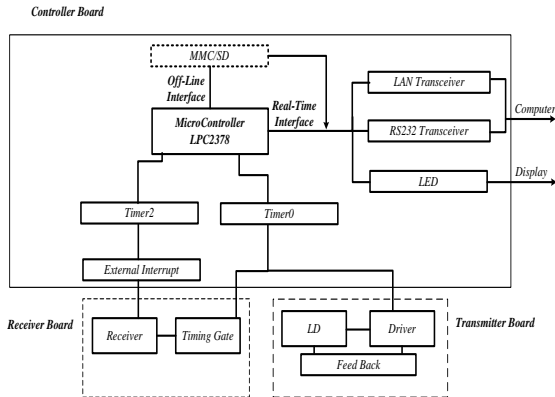 Controller Board
MMC/SD
Off-Line
Interface
Real-Time
Interface
MicroController
LPC2378
LAN Transceiver
Computer
RS232 Transceiver
Display
LED
Timer2
Timer0
External Interrupt
Receiver Board
Receiver
Timing Gate
LD
Driver
Transmitter Board
Feed Back